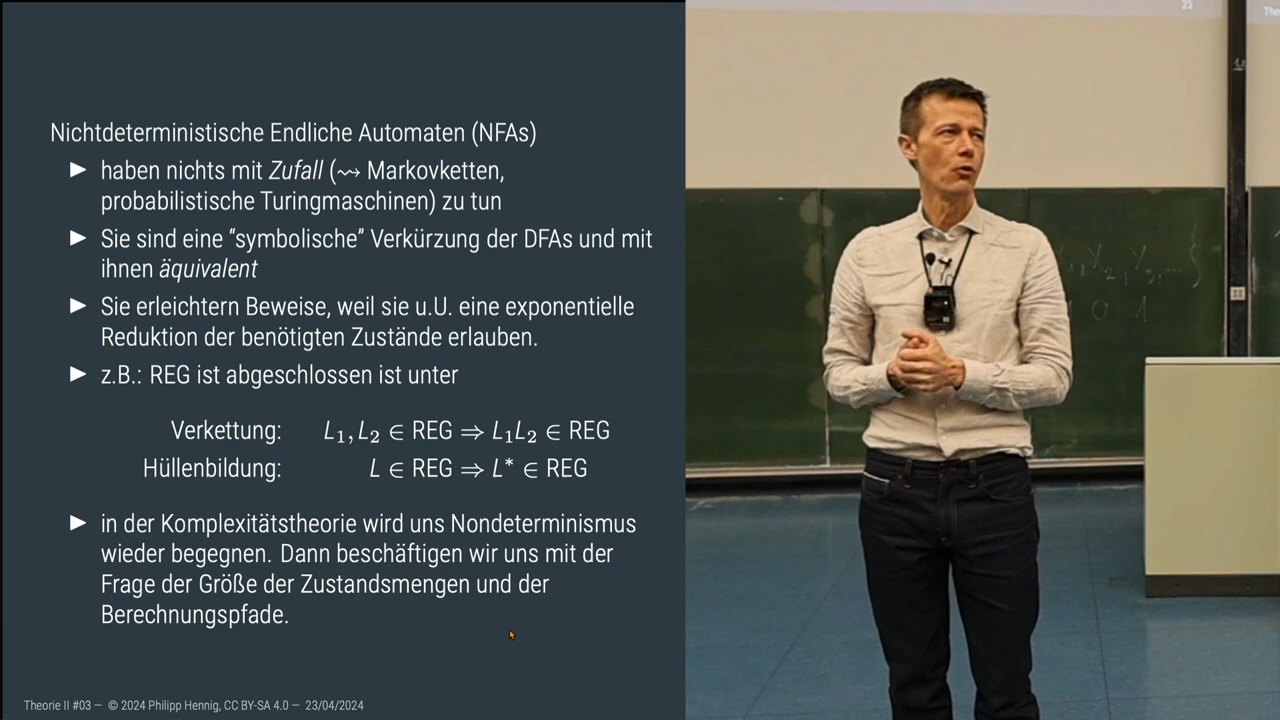 Nichtdeterministische Endliche Automaten (NFAs)
▶ haben nichts mit Zufall (⇝ Markovketten,
probabilistische Turingmaschinen) zu tun
▶ Sie sind eine “symbolische” Verkürzung der DFAs und mit
ihnen äquivalent
▶ Sie erleichtern Beweise, weil sie u.U. eine exponentielle
Reduktion der benötigten Zustände erlauben.
▶ z.B.: REG ist abgeschlossen ist unter
Verkettung: L₁, L₂ ∈ REG ⇒ L₁L₂ ∈ REG
Hüllenbildung: L ∈ REG ⇒ L* ∈ REG
▶ in der Komplexitätstheorie wird uns Nondeterminismus
wieder begegnen. Dann beschäftigen wir uns mit der
Frage der Größe der Zustandsmengen und der
Berechnungspfade.
Theorie II #03 — © 2024 Philipp Hennig, CC BY-SA 4.0 — 23/04/2024
23
The
0 1